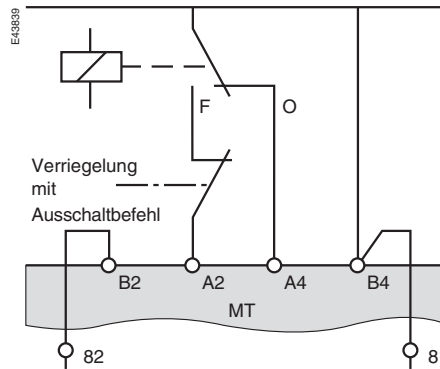 E43839
F O
Verriegelung
mit
Ausschaltbefehl
B2 A2 A4 B4
MT
82 8